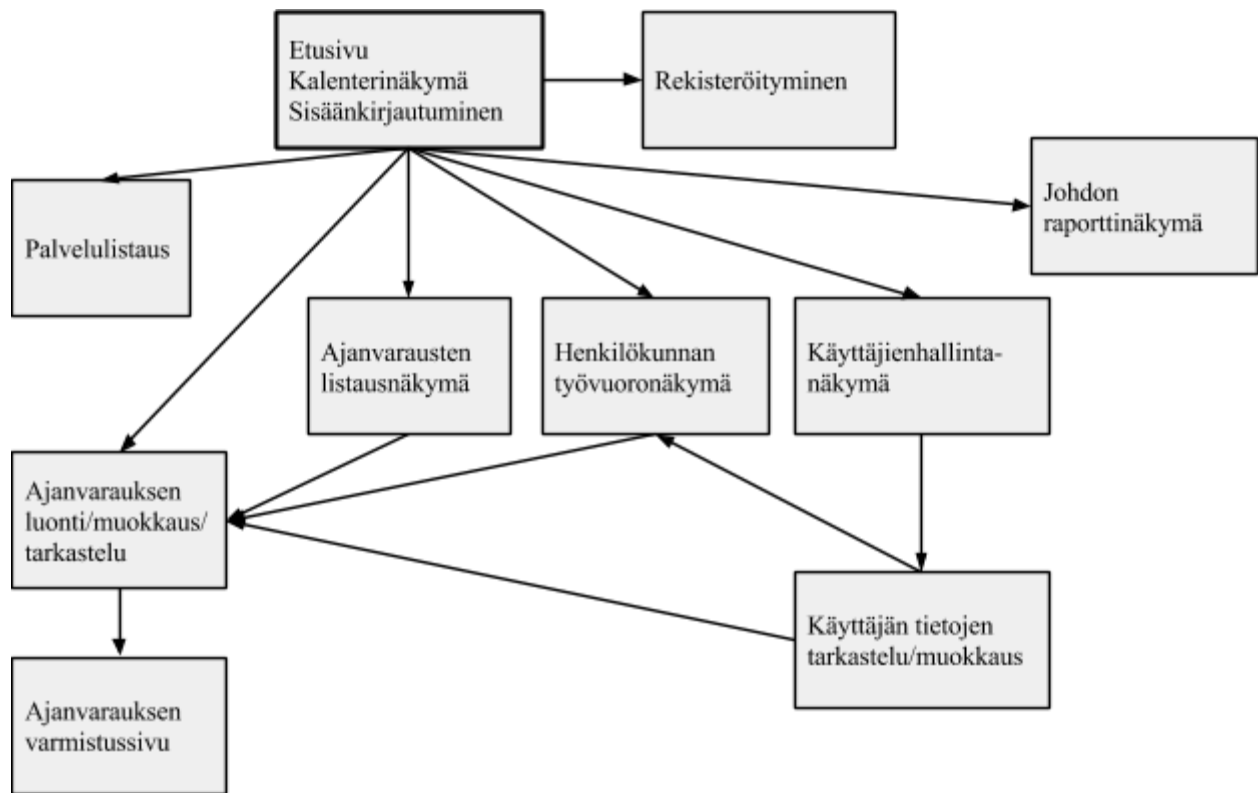 Etusivu
Kalenterinäkymä
Sisäänkirjautuminen
Rekisteröityminen
Johdon
raporttinäkymä
Palvelulistaus
Ajanvarausten
listausnäkymä
Henkilökunnan
työvuoronäkymä
Käyttäjienhallinta-
näkymä
Ajanvarauksen
luonti/muokkaus/
tarkastelu
Käyttäjän tietojen
tarkastelu/muokkaus
Ajanvarauksen
varmistussivu